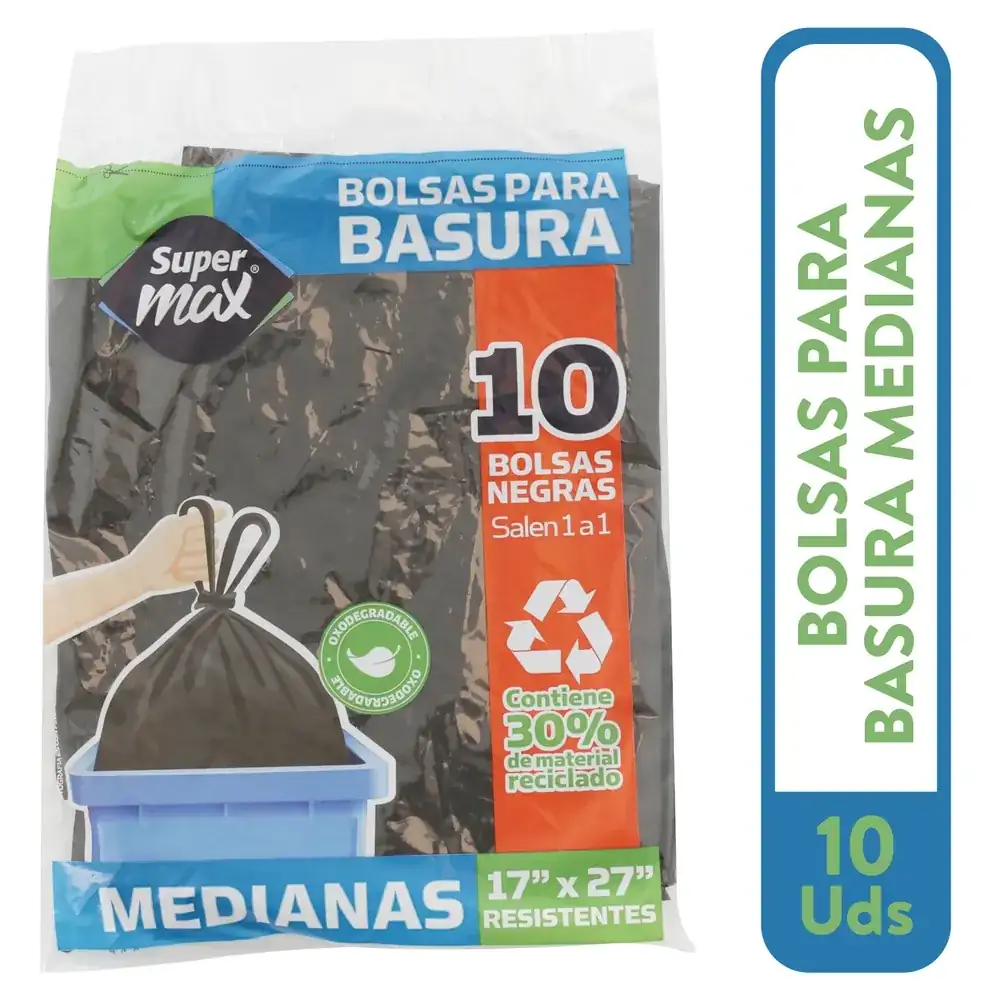 BOLSAS PARA
BASURA
Super
max®
10
BOLSAS
NEGRAS
Salen 1 a 1
OXODEGRADABLE
OXODEGRADABLE
Contiene
30%
de material
reciclado
MEDIANAS
17” x 27”
RESISTENTES
BOLSAS PARA
BASURA MEDIANAS
10
Uds